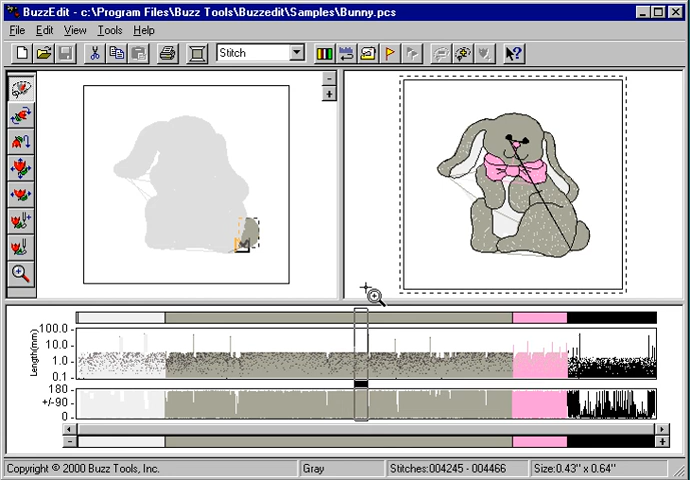 BuzzEdit - c:\Program Files\Buzz Tools\Buzzedit\Samples\Bunny.pcs
File Edit View Tools Help
Stitch
Length(mm)
100.0
10.0
1.0
0.1
180
+/-90
0
Copyright © 2000 Buzz Tools, Inc. Gray Stitches:004245 - 004466 Size:0.43" x 0.64"